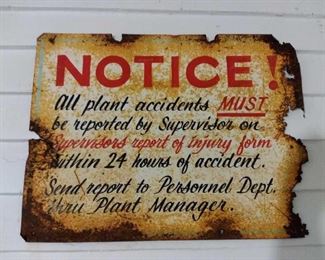 NOTICE!
All plant accidents MUST
be reported by Supervisor on
Supervisors report of Injury form
within 24 hours of accident.
Send report to Personnel Dept.
thru Plant Manager.